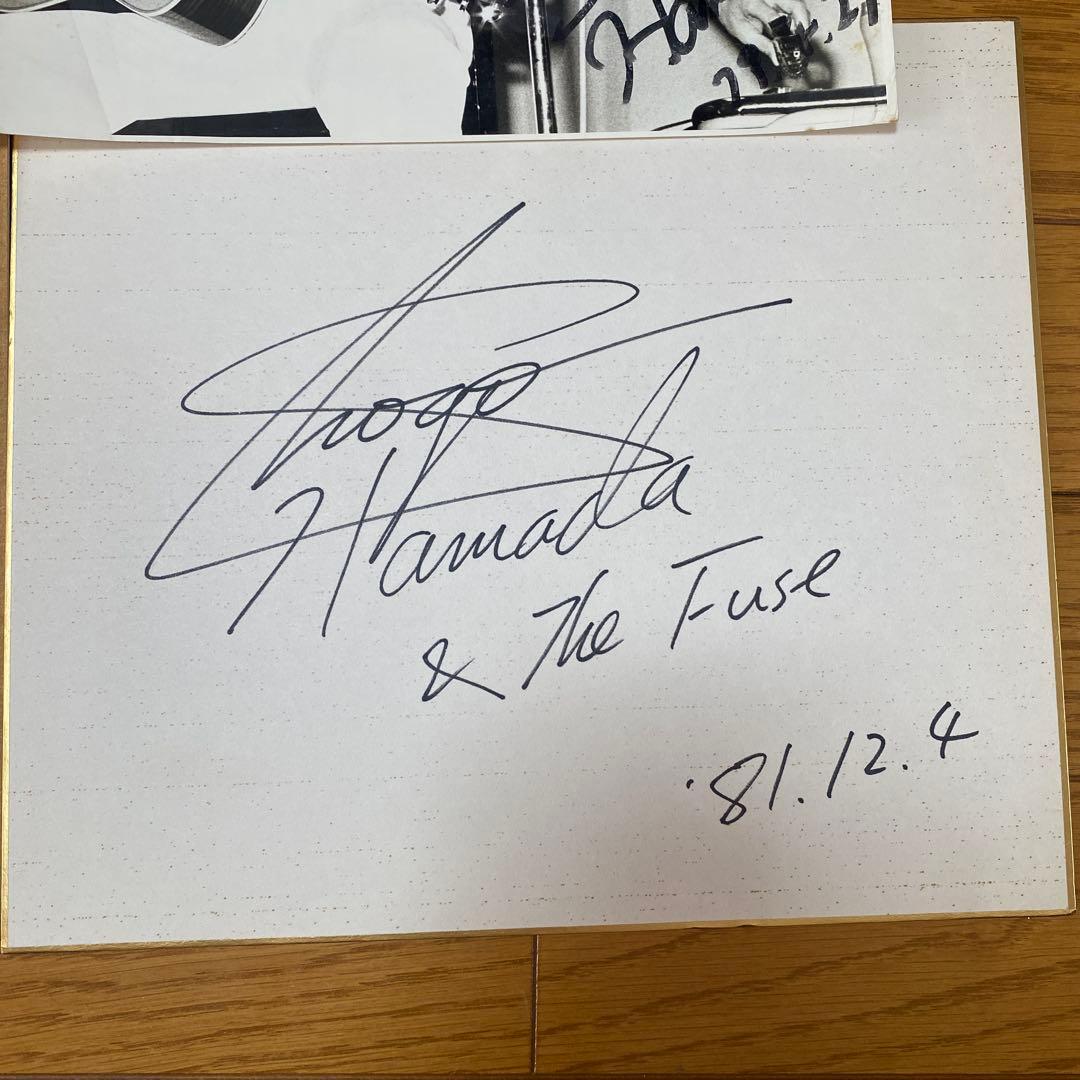 Shogo
Hamada
& The Fuse
'81.12.4